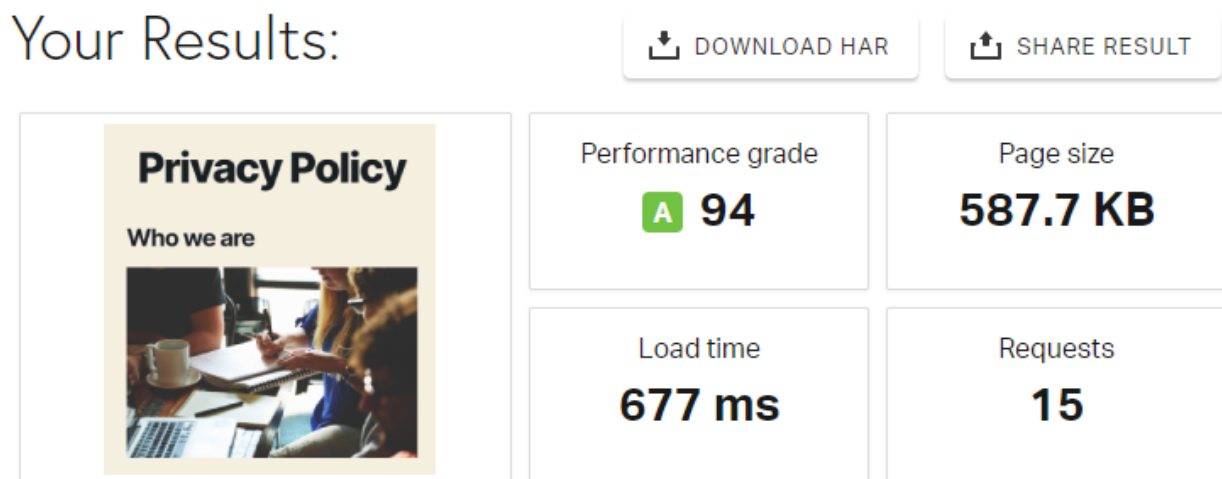 Your Results:
DOWNLOAD HAR
SHARE RESULT
Privacy Policy
Who we are
Performance grade
A 94
Page size
587.7 KB
Load time
677 ms
Requests
15